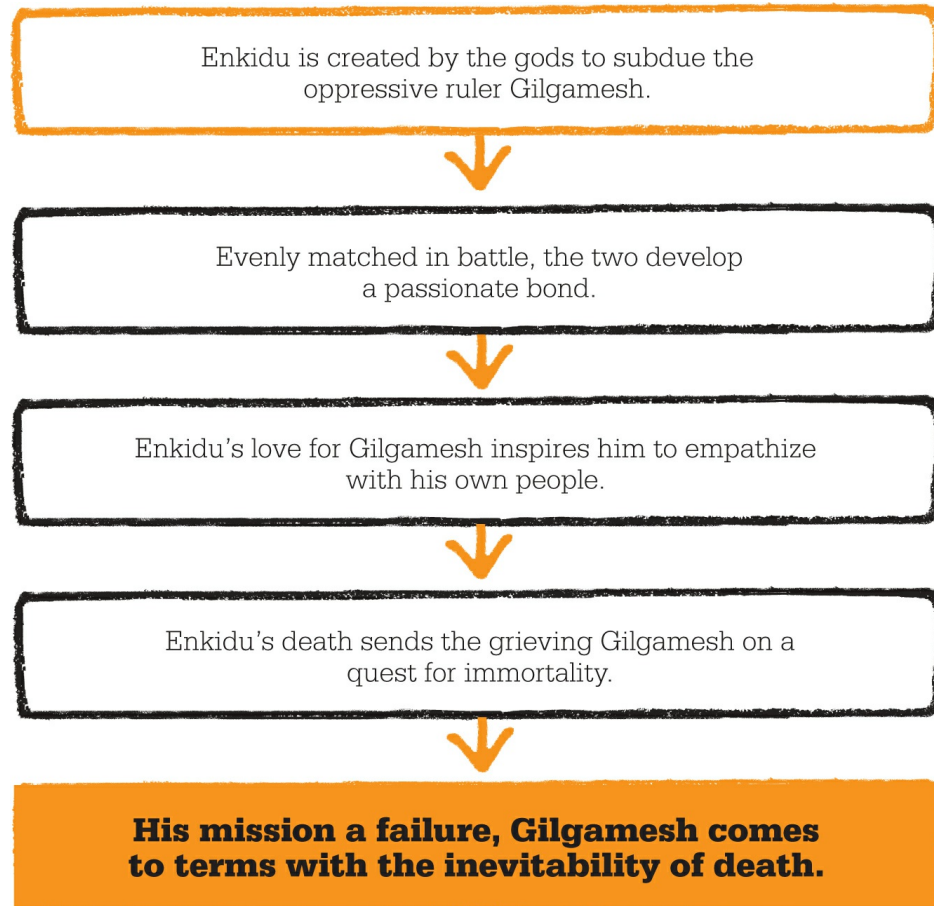 Enkidu is created by the gods to subdue the
oppressive ruler Gilgamesh.
Evenly matched in battle, the two develop
a passionate bond.
Enkidu’s love for Gilgamesh inspires him to empathize
with his own people.
Enkidu’s death sends the grieving Gilgamesh on a
quest for immortality.
His mission a failure, Gilgamesh comes
to terms with the inevitability of death.